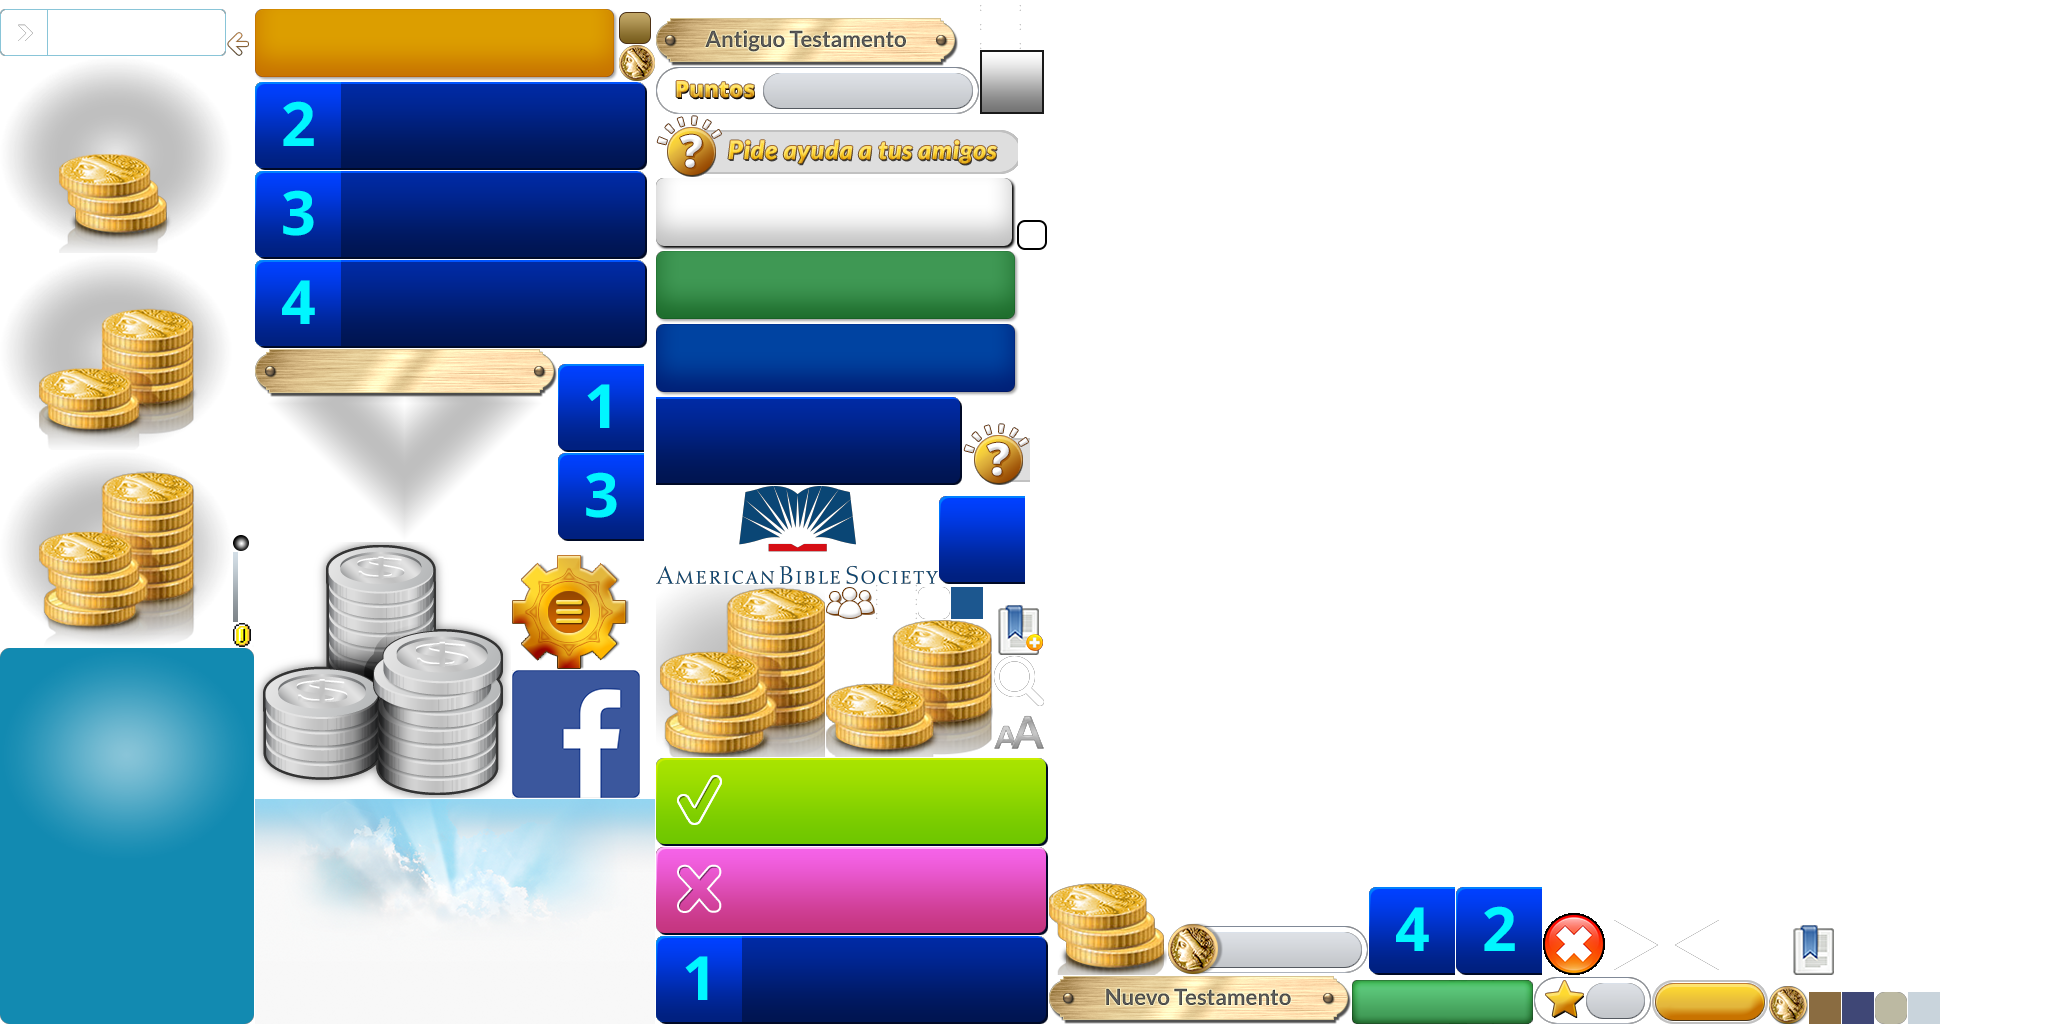 Antiguo Testamento
Puntos
2
Pide ayuda a tus amigos
3
4
1
3
AMERICAN BIBLE SOCIETY
AA
1
4
2
Nuevo Testamento